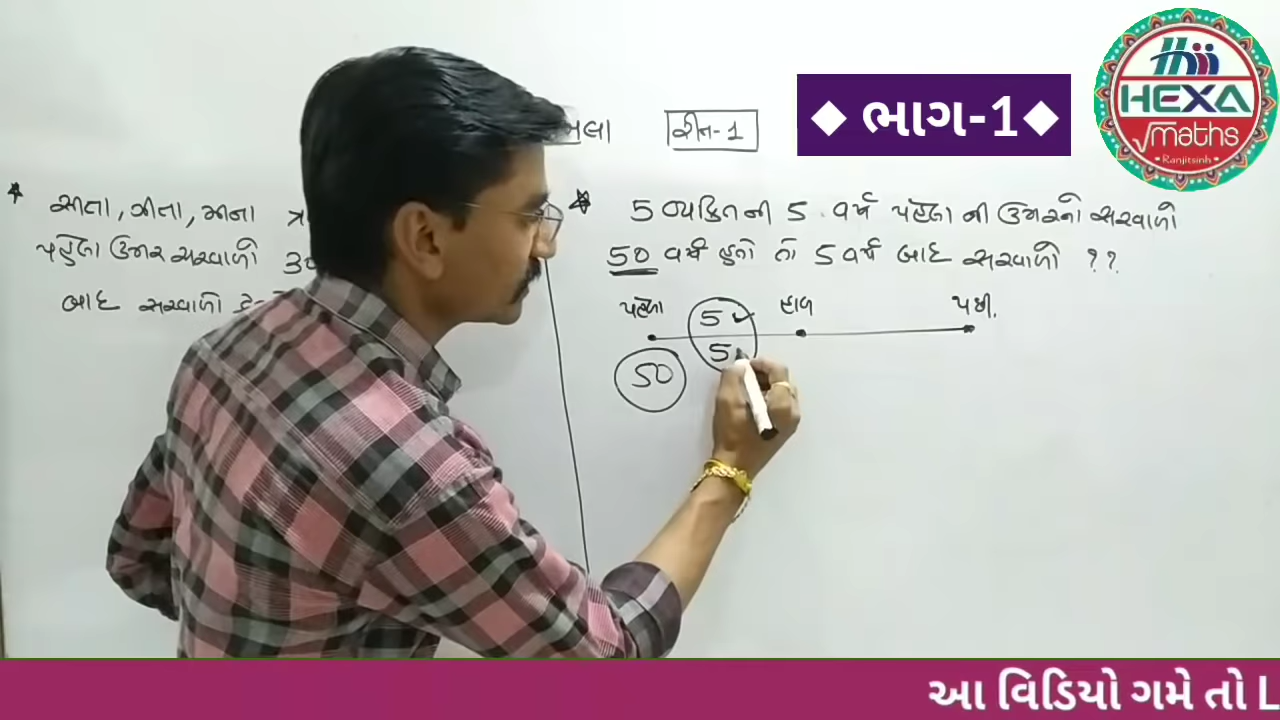 ◆ ભાગ-1 ◆
HEXA
√maths
• Ranjitsinh •
રીત-1
* સીતા, ગીતા, મીના
પહેલા ઉંમર સરવાળો
બાદ સરવાળો
* 5 વ્યક્તિની 5 વર્ષ પહેલાની ઉંમરનો સરવાળો
50 વર્ષ હતો તો 5 વર્ષ બાદ સરવાળો ??
પહેલા 5 હાલ પછી.
50 5
આ વિડિયો ગમે તો L